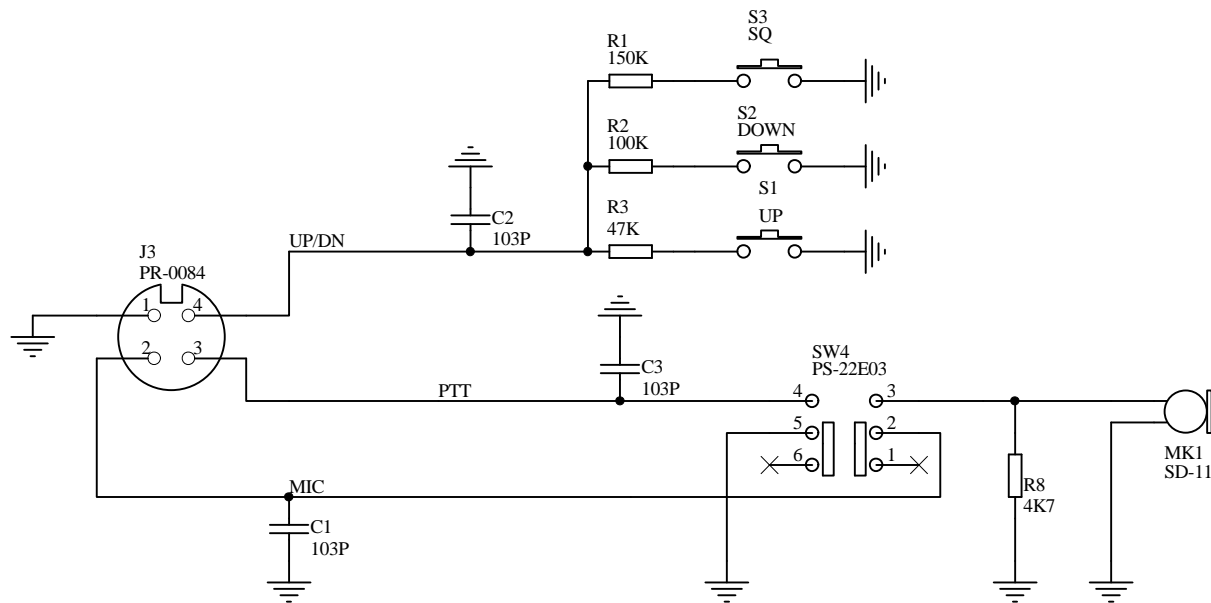 S3
SQ
R1
150K
S2
DOWN
R2
100K
S1
UP
R3
47K
C2
103P
UP/DN
J3
PR-0084
1
4
2
3
C3
103P
SW4
PS-22E03
PTT
4
3
5
2
6
1
MK1
SD-11
MIC
R8
4K7
C1
103P